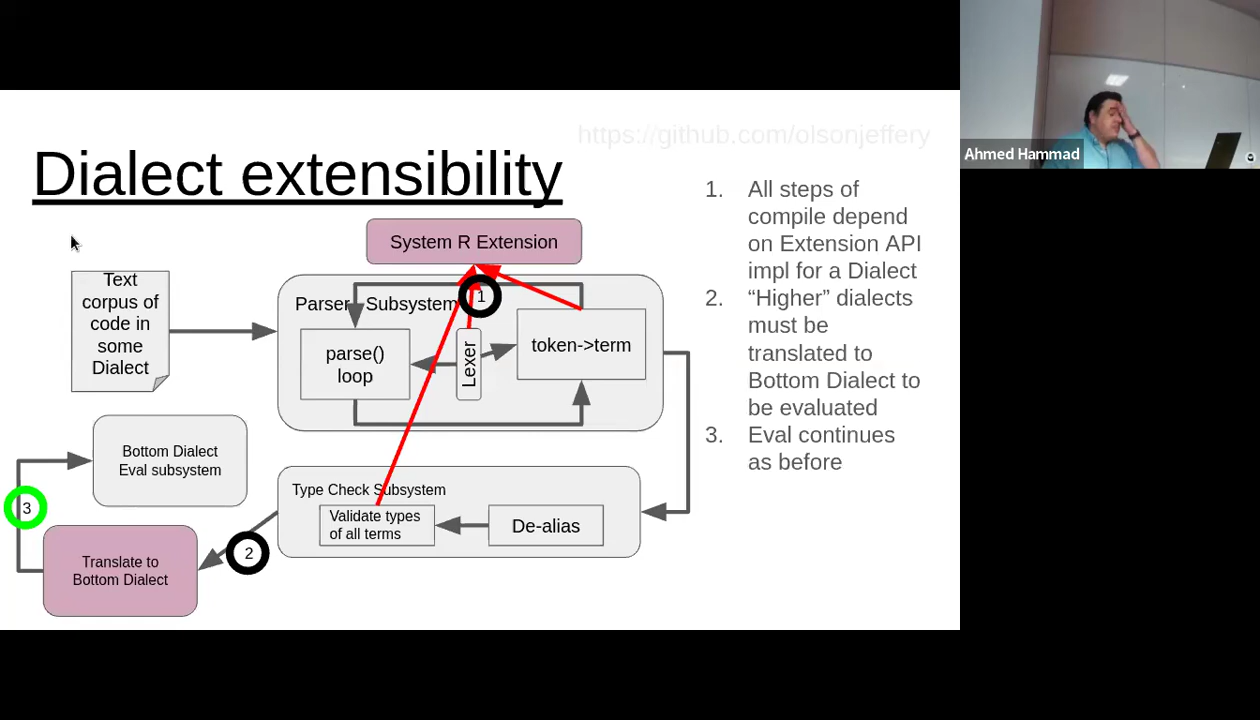 https://github.com/olsonjeffery
Dialect extensibility
Ahmed Hammad
System R Extension
Text
corpus of
code in
some
Dialect
Parser Subsystem
1
parse()
loop
Lexer
token->term
Bottom Dialect
Eval subsystem
3
Translate to
Bottom Dialect
2
Type Check Subsystem
Validate types
of all terms
De-alias
1. All steps of
compile depend
on Extension API
impl for a Dialect
2. “Higher” dialects
must be
translated to
Bottom Dialect to
be evaluated
3. Eval continues
as before